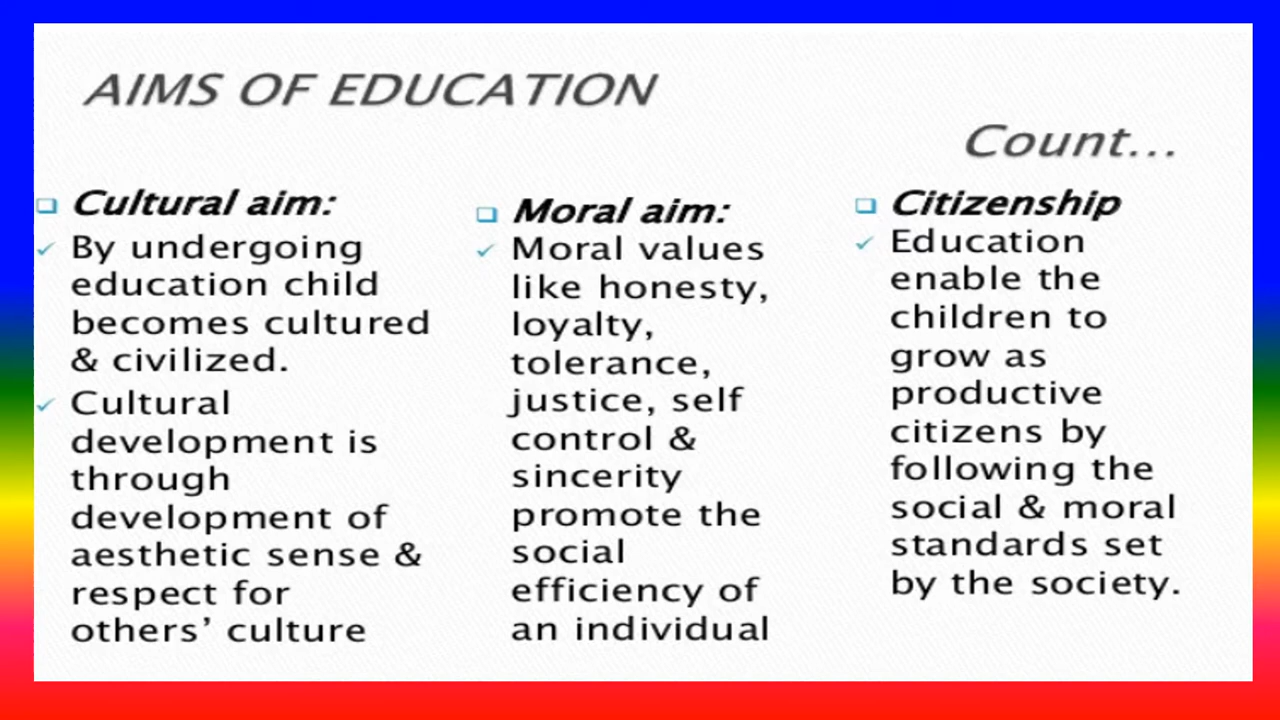 AIMS OF EDUCATION
Count...
Cultural aim:
By undergoing
education child
becomes cultured
& civilized.
Cultural
development is
through
development of
aesthetic sense &
respect for
others’ culture
Moral aim:
Moral values
like honesty,
loyalty,
tolerance,
justice, self
control &
sincerity
promote the
social
efficiency of
an individual
Citizenship
Education
enable the
children to
grow as
productive
citizens by
following the
social & moral
standards set
by the society.